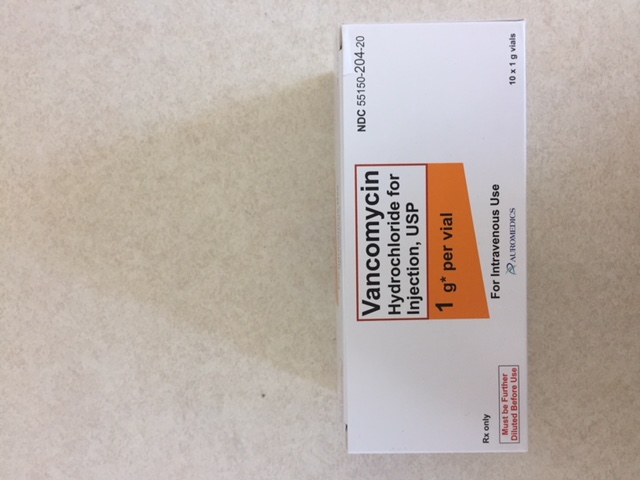 NDC 55150-204-20
Vancomycin
Hydrochloride for
Injection, USP
1 g* per vial
For Intravenous Use
AUROMEDICS
10 x 1 g vials
Rx only
Must be Further
Diluted Before Use